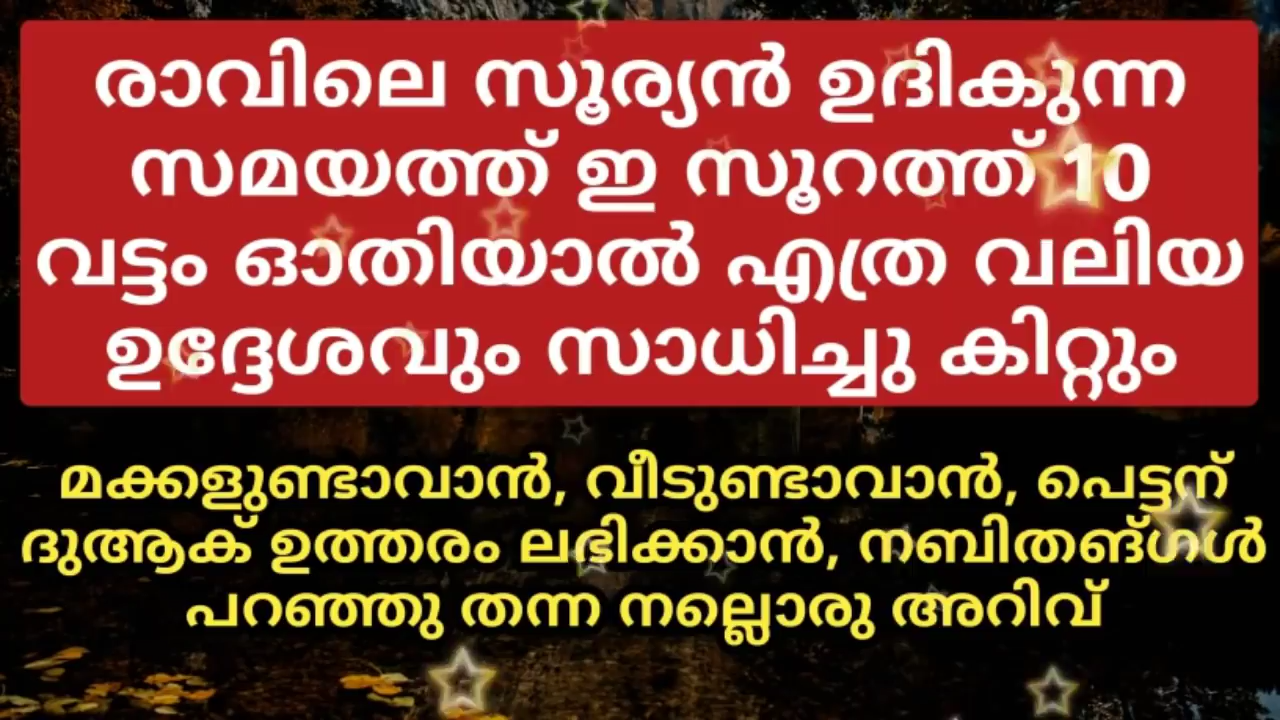 രാവിലെ സൂര്യൻ ഉദികുന്ന
സമയത്ത് ഇ സൂറത്ത് 10
വട്ടം ഓതിയാൽ എത്ര വലിയ
ഉദ്ദേശവും സാധിച്ചു കിറ്റും
മക്കളുണ്ടാവാൻ, വീടുണ്ടാവാൻ, പെട്ടന്
ദുആക് ഉത്തരം ലഭിക്കാൻ, നബിതങ്ഗൾ
പറഞ്ഞു തന്ന നല്ലൊരു അറിവ്